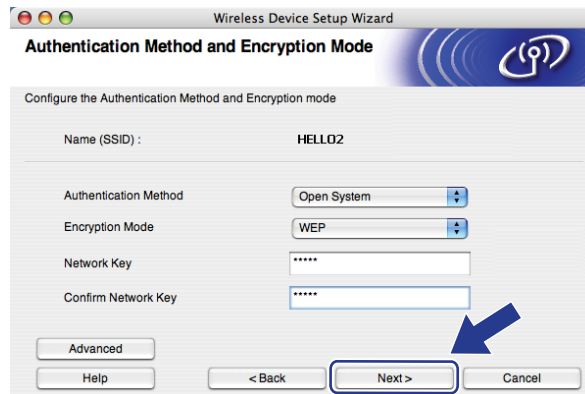 Wireless Device Setup Wizard
Authentication Method and Encryption Mode
Configure the Authentication Method and Encryption mode
Name (SSID) : HELLO2
Authentication Method Open System
Encryption Mode WEP
Network Key *****
Confirm Network Key *****
Advanced
Help < Back Next > Cancel